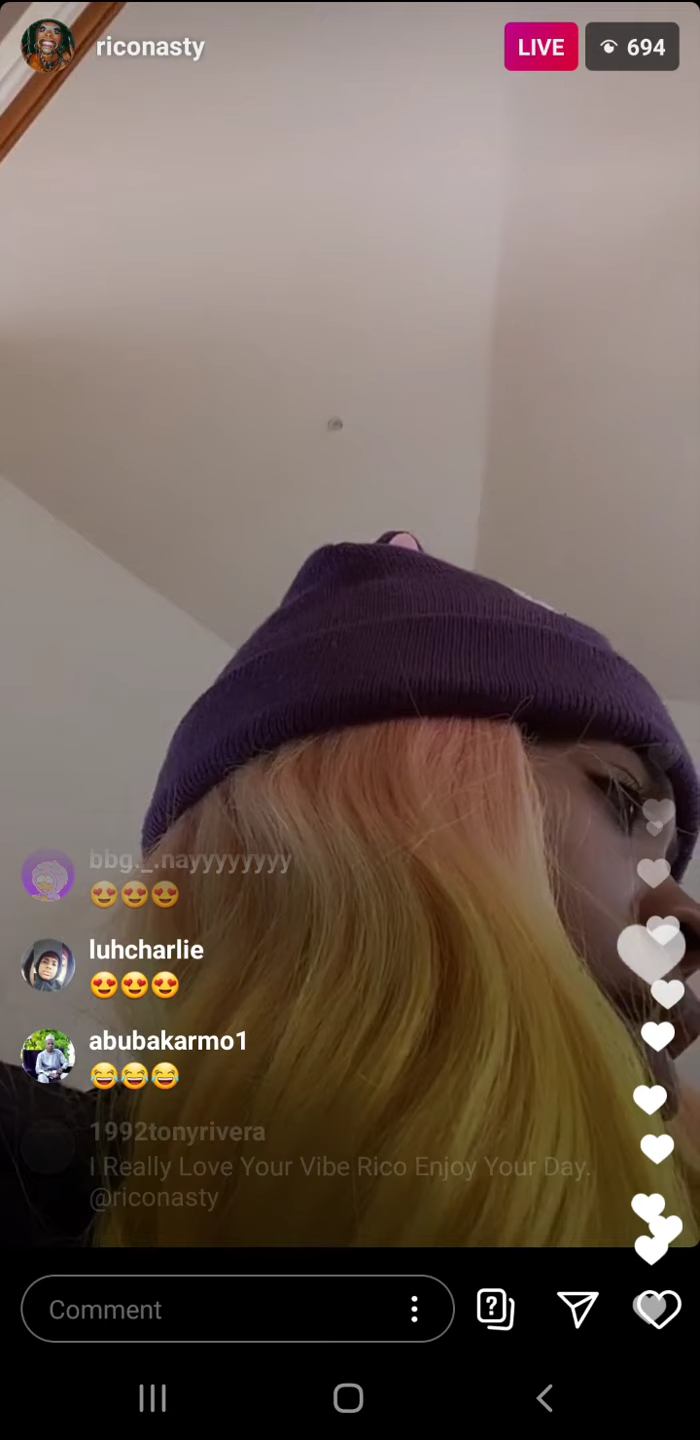 riconasty
LIVE
694
bbg._.nayyyyyyyy
😍😍😍
luhcharlie
😍😍😍
abubakarmo1
😂😂😂
1992tonyrivera
I Really Love Your Vibe Rico Enjoy Your Day.
@riconasty
Comment